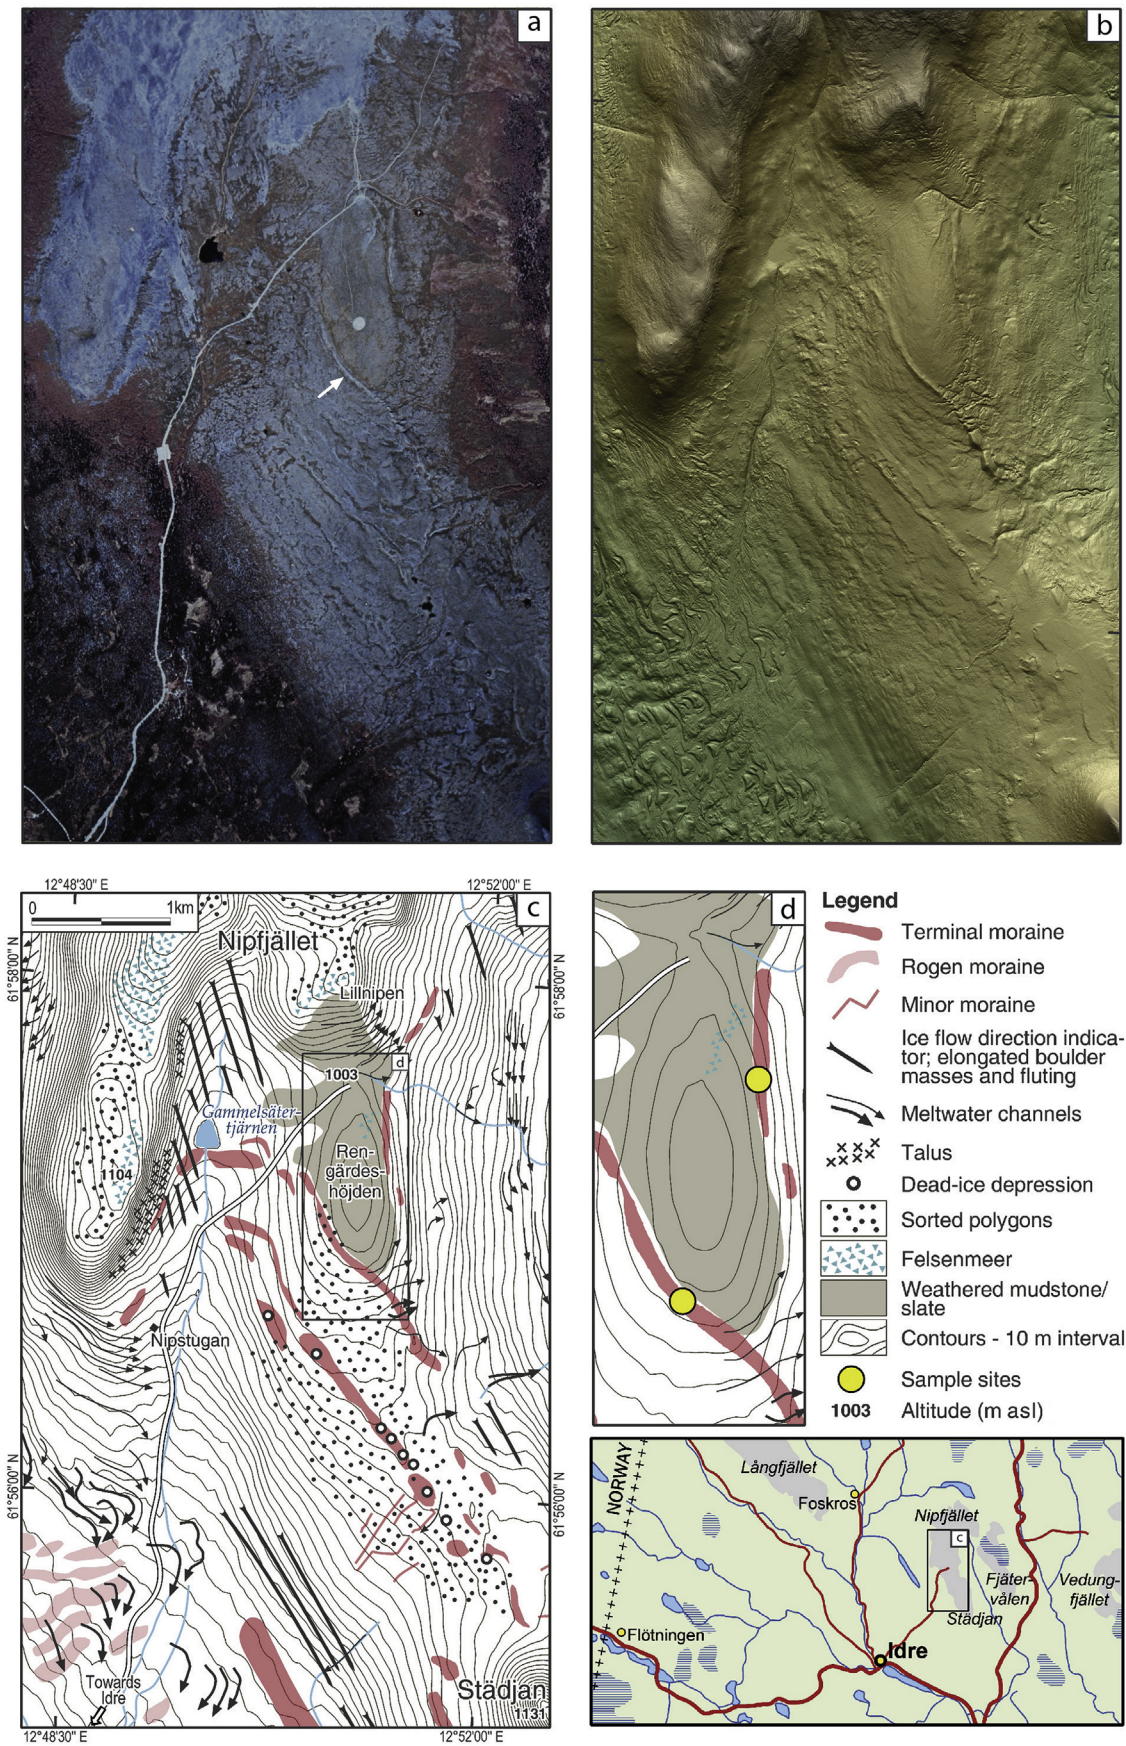 a
b
12°48'30" E
12°52'00" E
0
1km
c
61°58'00" N
61°58'00" N
Nipfjället
Lillnipen
d
1003
Gammelsäter-
tjärnen
Ren-
gärdes-
höjden
1104
Nipstugan
61°56'00" N
61°56'00" N
Towards
Idre
Städjan
1131
12°48'30" E
12°52'00" E
d
Legend
Terminal moraine
Rogen moraine
Minor moraine
Ice flow direction indica-
tor; elongated boulder
masses and fluting
Meltwater channels
Talus
Dead-ice depression
Sorted polygons
Felsenmeer
Weathered mudstone/
slate
Contours - 10 m interval
Sample sites
1003 Altitude (m asl)
NORWAY
Långfjället
Foskros
Nipfjället
c
Fjäter-
vålen
Vedung-
fjället
Städjan
Flötningen
Idre